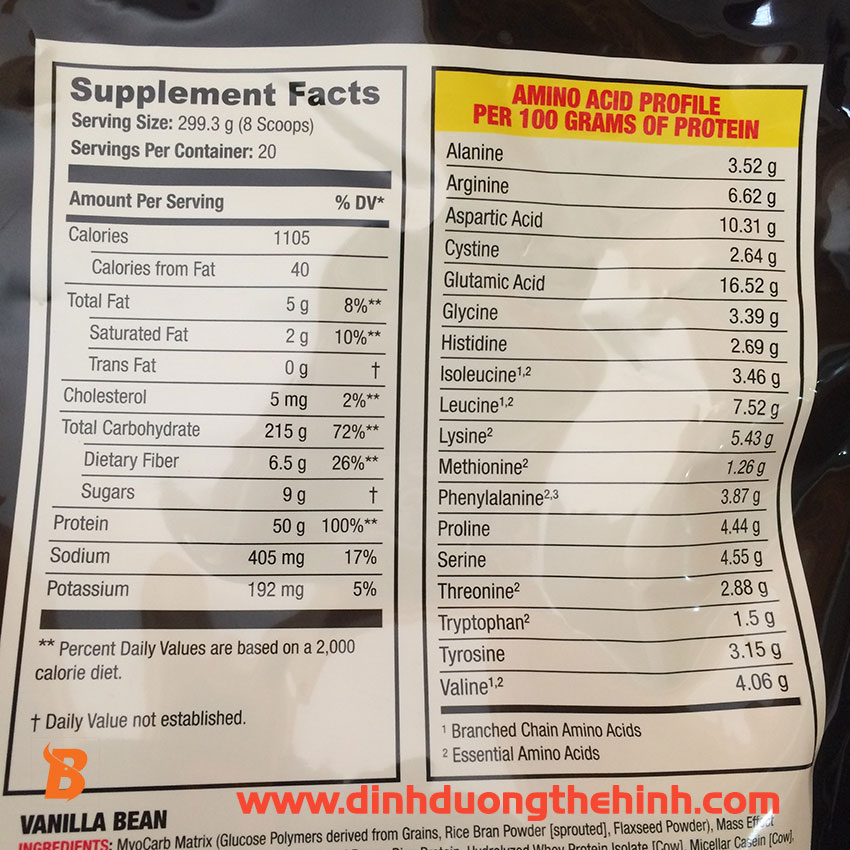 Supplement Facts
Serving Size: 299.3 g (8 Scoops)
Servings Per Container: 20
Amount Per Serving % DV*
Calories 1105
Calories from Fat 40
Total Fat 5 g 8%**
Saturated Fat 2 g 10%**
Trans Fat 0 g †
Cholesterol 5 mg 2%**
Total Carbohydrate 215 g 72%**
Dietary Fiber 6.5 g 26%**
Sugars 9 g †
Protein 50 g 100%**
Sodium 405 mg 17%
Potassium 192 mg 5%
** Percent Daily Values are based on a 2,000
calorie diet.
† Daily Value not established.
AMINO ACID PROFILE
PER 100 GRAMS OF PROTEIN
Alanine 3.52 g
Arginine 6.62 g
Aspartic Acid 10.31 g
Cystine 2.64 g
Glutamic Acid 16.52 g
Glycine 3.39 g
Histidine 2.69 g
Isoleucine1,2 3.46 g
Leucine1,2 7.52 g
Lysine2 5.43 g
Methionine2 1.26 g
Phenylalanine2,3 3.87 g
Proline 4.44 g
Serine 4.55 g
Threonine2 2.88 g
Tryptophan2 1.5 g
Tyrosine 3.15 g
Valine1,2 4.06 g
1 Branched Chain Amino Acids
2 Essential Amino Acids
B
www.dinhduongthehinh.com
VANILLA BEAN
INGREDIENTS: MyoCarb Matrix (Glucose Polymers derived from Grains, Rice Bran Powder [sprouted], Flaxseed Powder), Mass Effect
Protein, Hydrolyzed Whey Protein Isolate [Cow], Micellar Casein [Cow],